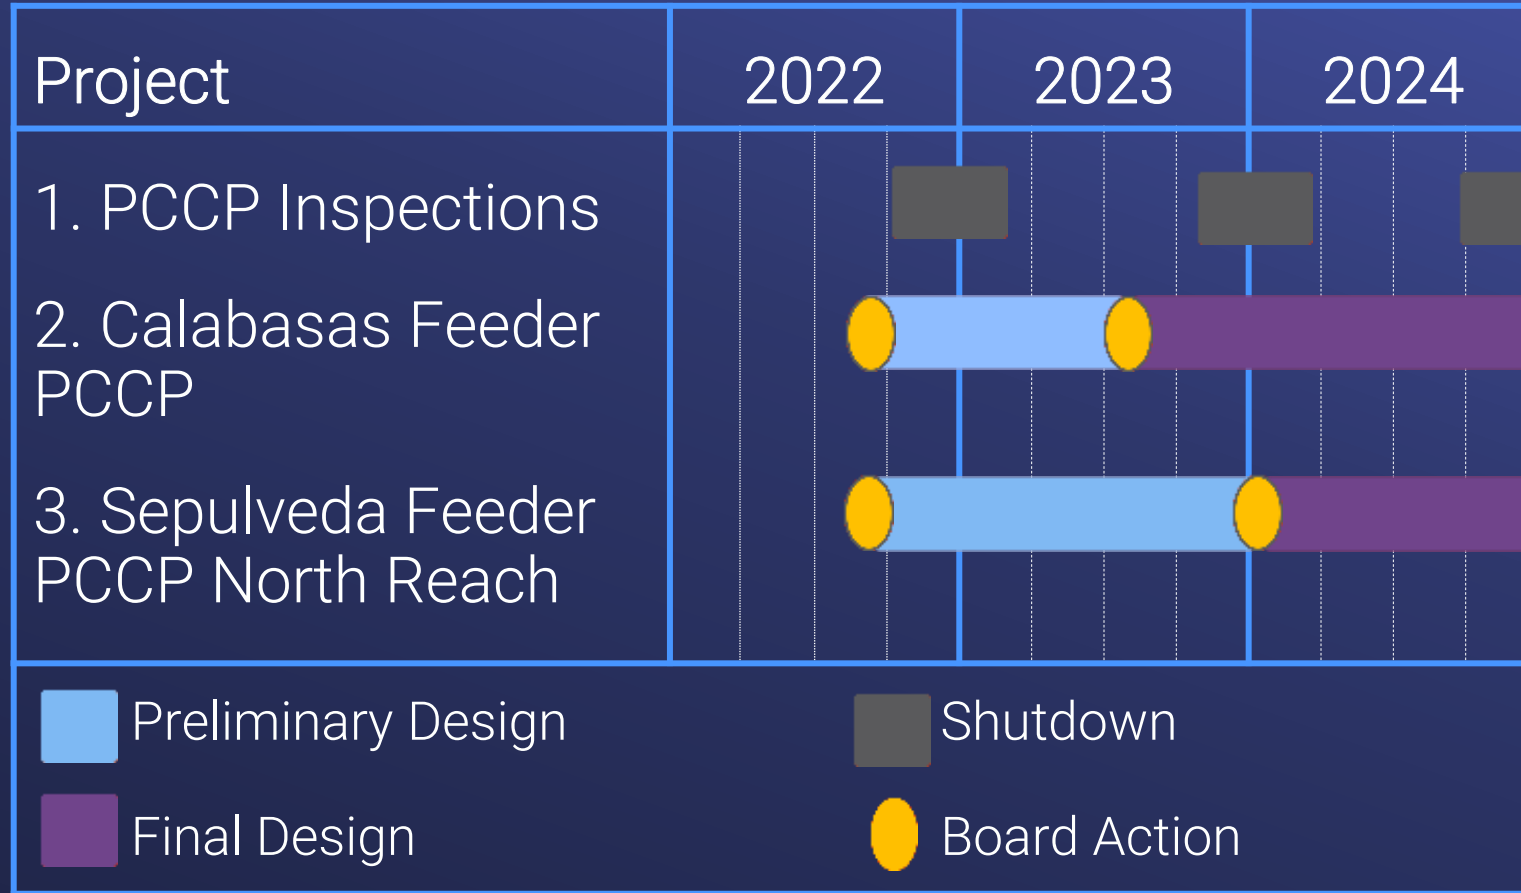 Project
2022
2023
2024
1. PCCP Inspections
2. Calabasas Feeder
PCCP
3. Sepulveda Feeder
PCCP North Reach
Preliminary Design
Shutdown
Final Design
Board Action